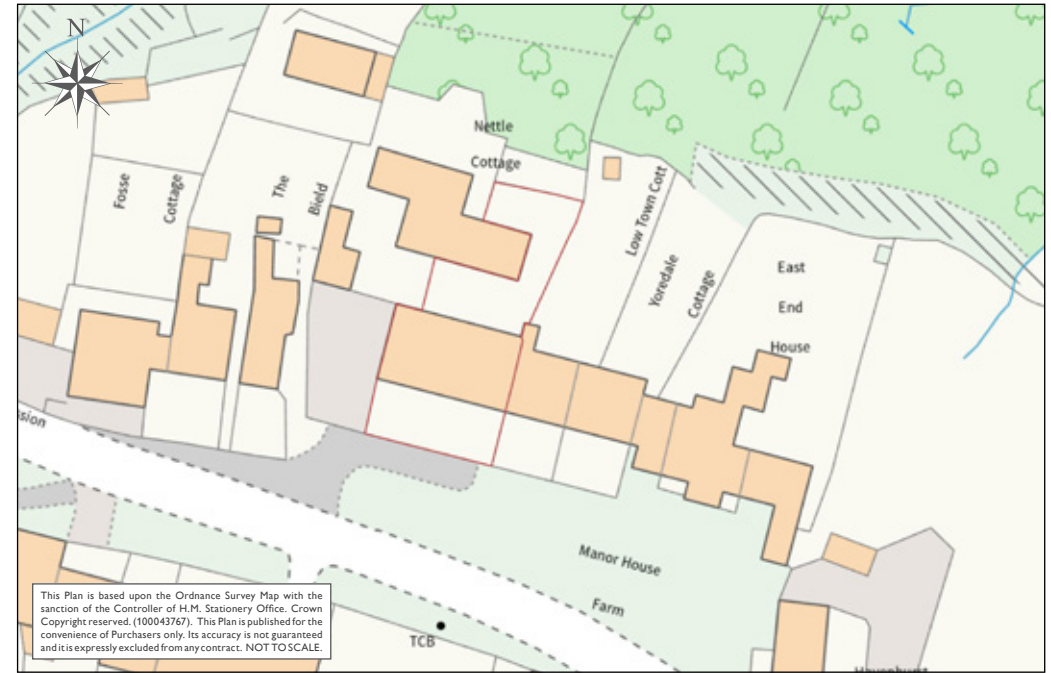 N
Nettle
Cottage
Fosse
Cottage
The
Bield
Low Town Cott
Yoredale
Cottage
East
End
House
Manor House
Farm
TCB
This Plan is based upon the Ordnance Survey Map with the
sanction of the Controller of H.M. Stationery Office. Crown
Copyright reserved. (100043767). This Plan is published for the
convenience of Purchasers only. Its accuracy is not guaranteed
and it is expressly excluded from any contract. NOT TO SCALE.